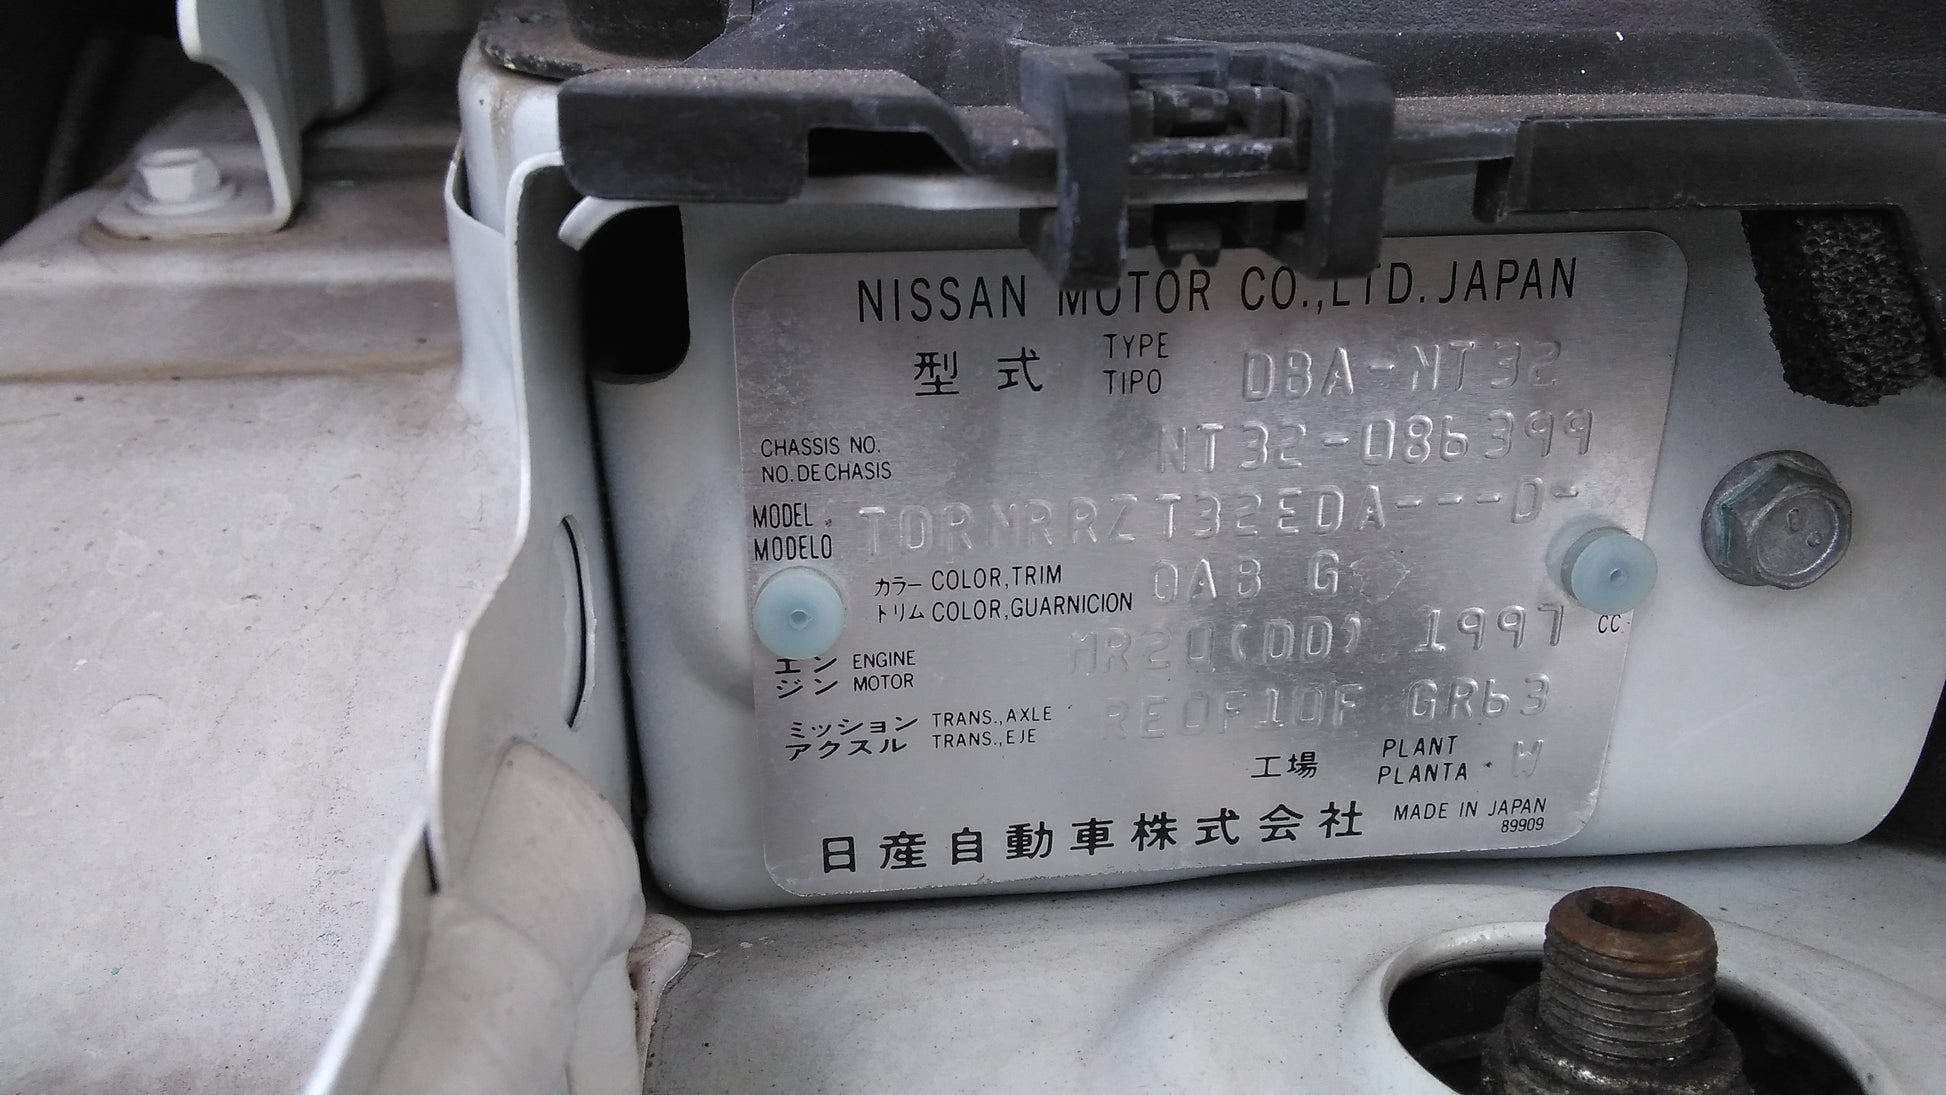 NISSAN MOTOR CO.,LTD. JAPAN
型式 TYPE TIPO DBA-NT32
CHASSIS NO. NO.DE CHASIS NT32-086399
MODEL MODELO TDRNRRZT32EDA---D-
カラー COLOR,TRIM
トリム COLOR,GUARNICION QAB G
エンジン ENGINE MOTOR MR20(DD) 1997 CC
ミッション TRANS.,AXLE
アクスル TRANS.,EJE RE0F10F GR63
工場 PLANT PLANTA W
日産自動車株式会社 MADE IN JAPAN
89909